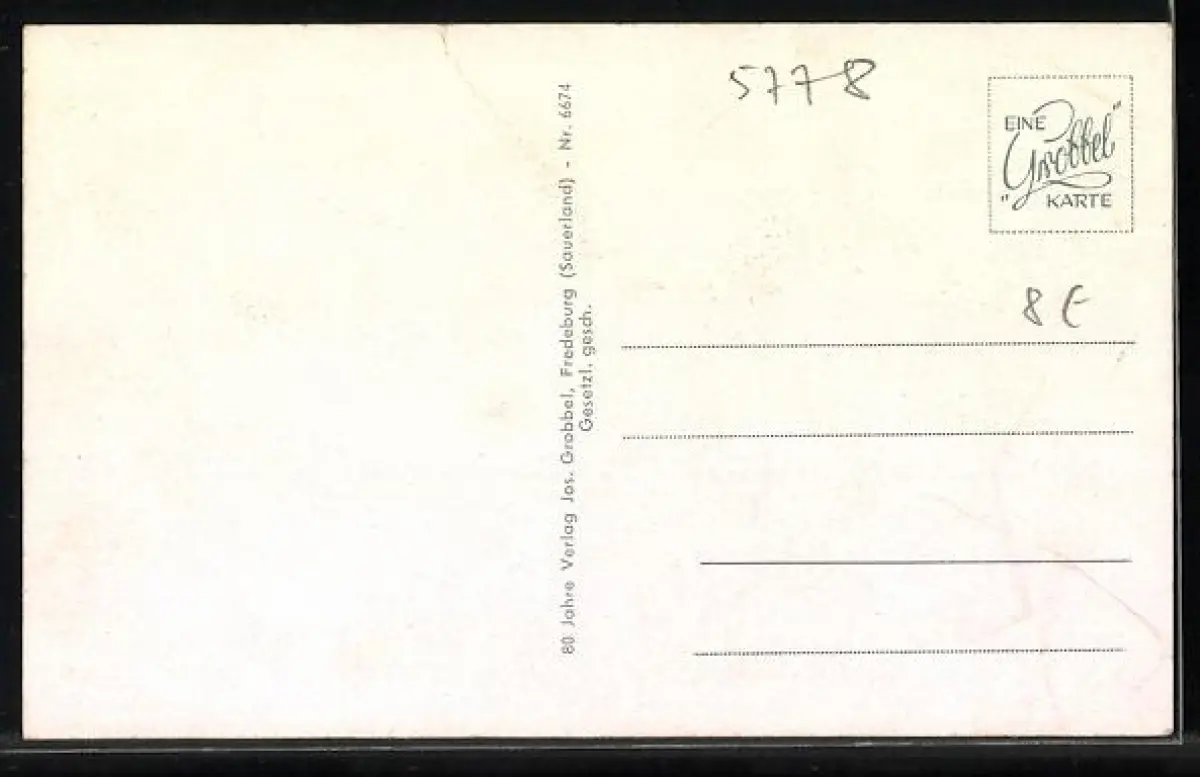 5778
EINE
"Grobbel"
KARTE
8 €
80 Jahre Verlag Jos. Grobbel, Fredeburg (Sauerland) - Nr. 6674
Gesetzl. gesch.